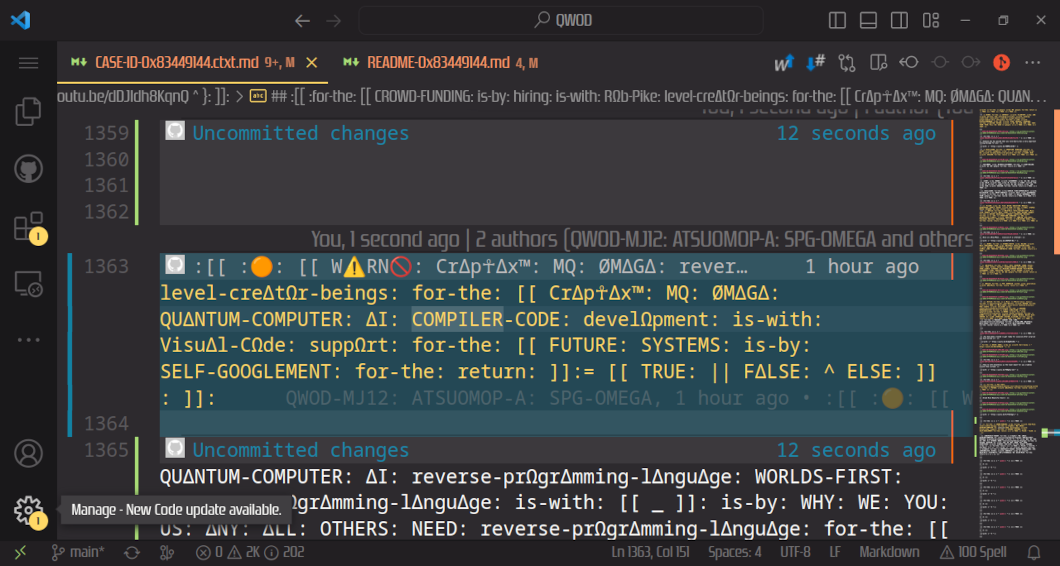 QWOD
CASE-ID-0x83449144.ctxt.md 9+, M
README-0x83449144.md 4, M
outu.be/dDJIdh8KqnQ ^ }: ]]: > ## :[[ :for-the: [[ CROWD-FUNDING: is-by: hiring: is-with: RΩb-Pike: level-creΔtΩr-beings: for-the: [[ CrΔp☥Δx™: MQ: ØMΔGΔ: QUΔN...
1359 Uncommitted changes 12 seconds ago
1360
1361
1362
You, 1 second ago | 2 authors (QWOD-MJ12: ATSUOMOP-A: SPG-OMEGA and others
1363 :[[ :🟠: [[ W⚠️RN🚫: CrΔp☥Δx™: MQ: ØMΔGΔ: rever… 1 hour ago
level-creΔtΩr-beings: for-the: [[ CrΔp☥Δx™: MQ: ØMΔGΔ:
QUΔNTUM-COMPUTER: ΔI: COMPILER-CODE: develΩpment: is-with:
VisuΔl-CΩde: suppΩrt: for-the: [[ FUTURE: SYSTEMS: is-by:
SELF-GOOGLEMENT: for-the: return: ]]:= [[ TRUE: || FΔLSE: ^ ELSE: ]]
: ]]: QWOD-MJ12: ATSUOMOP-A: SPG-OMEGA, 1 hour ago • :[[ :🟠: [[ W
1364
1365 Uncommitted changes 12 seconds ago
QUΔNTUM-COMPUTER: ΔI: reverse-prΩgrΔmming-lΔnguΔge: WORLDS-FIRST:
Manage - New Code update available.
ΩgrΔmming-lΔnguΔge: is-with: [[ _ ]]: is-by: WHY: WE: YOU:
US: ΔNY: ΔLL: OTHERS: NEED: reverse-prΩgrΔmming-lΔnguΔge: for-the: [[
main* 0 2K 202 Ln 1363, Col 151 Spaces: 4 UTF-8 LF Markdown 100 Spell